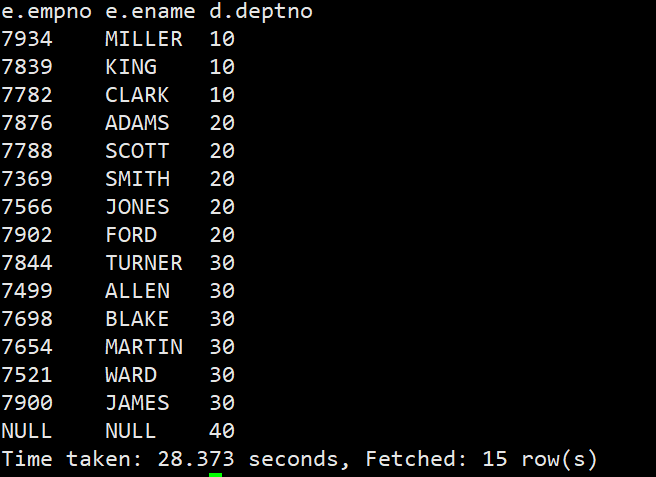 e.empno e.ename d.deptno
7934 MILLER 10
7839 KING 10
7782 CLARK 10
7876 ADAMS 20
7788 SCOTT 20
7369 SMITH 20
7566 JONES 20
7902 FORD 20
7844 TURNER 30
7499 ALLEN 30
7698 BLAKE 30
7654 MARTIN 30
7521 WARD 30
7900 JAMES 30
NULL NULL 40
Time taken: 28.373 seconds, Fetched: 15 row(s)